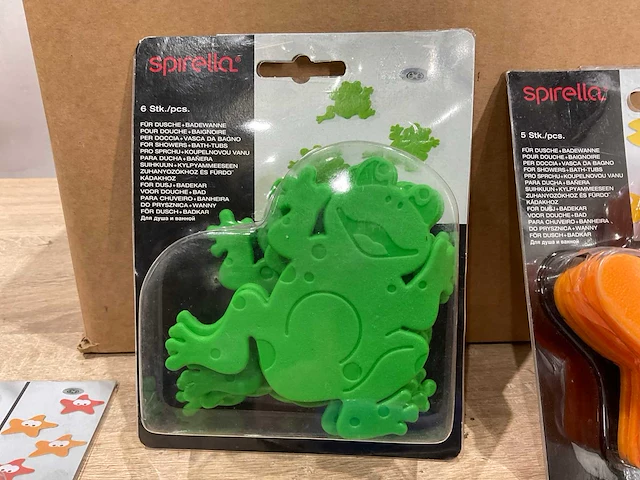 spirella
6 Stk./pcs.
FÜR DUSCHE•BADEWANNE
POUR DOUCHE•BAIGNOIRE
PER DOCCIA•VASCA DA BAGNO
FOR SHOWERS•BATH-TUBS
PRO SPRCHU•KOUPELNOVOU VANU
PARA DUCHA•BAÑERA
SUIHKUUN•KYLPYAMMEESEEN
ZUHANYOZÓKHOZ ÉS FÜRDŐ
KÁDAKHOZ
FOR DUSJ•BADEKAR
VOOR DOUCHE•BAD
PARA CHUVEIRO•BANHEIRA
DO PRYSZNICA•WANNY
FÖR DUSCH•BADKAR
Для душа и ванной
spirella
5 Stk./pcs.
FÜR DUSCHE•BADEWANNE
POUR DOUCHE•BAIGNOIRE
PER DOCCIA•VASCA DA BAGNO
FOR SHOWERS•BATH-TUBS
PRO SPRCHU•KOUPELNOVOU VANU
PARA DUCHA•BAÑERA
SUIHKUUN•KYLPYAMMEESEEN
ZUHANYOZÓKHOZ ÉS FÜRDŐ
KÁDAKHOZ
FOR DUSJ•BADEKAR
VOOR DOUCHE•BAD
PARA CHUVEIRO•BANHEIRA
DO PRYSZNICA•WANNY
FÖR DUSCH•BADKAR
Для душа и ванной